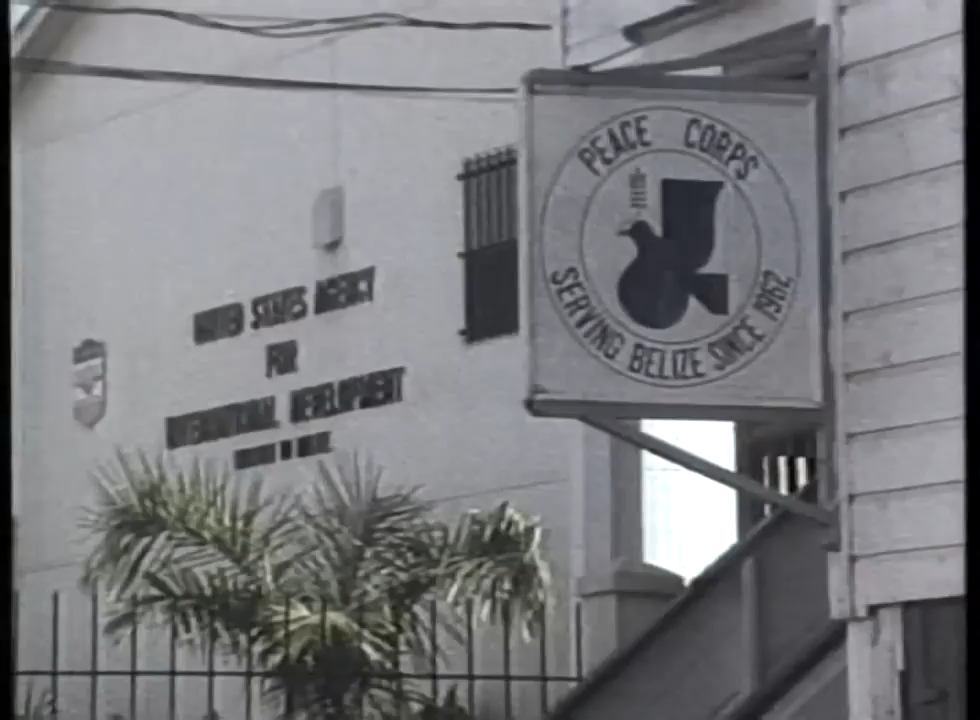 UNITED STATES AGENCY
FOR
INTERNATIONAL DEVELOPMENT
PEACE CORPS
SERVING BELIZE SINCE 1962